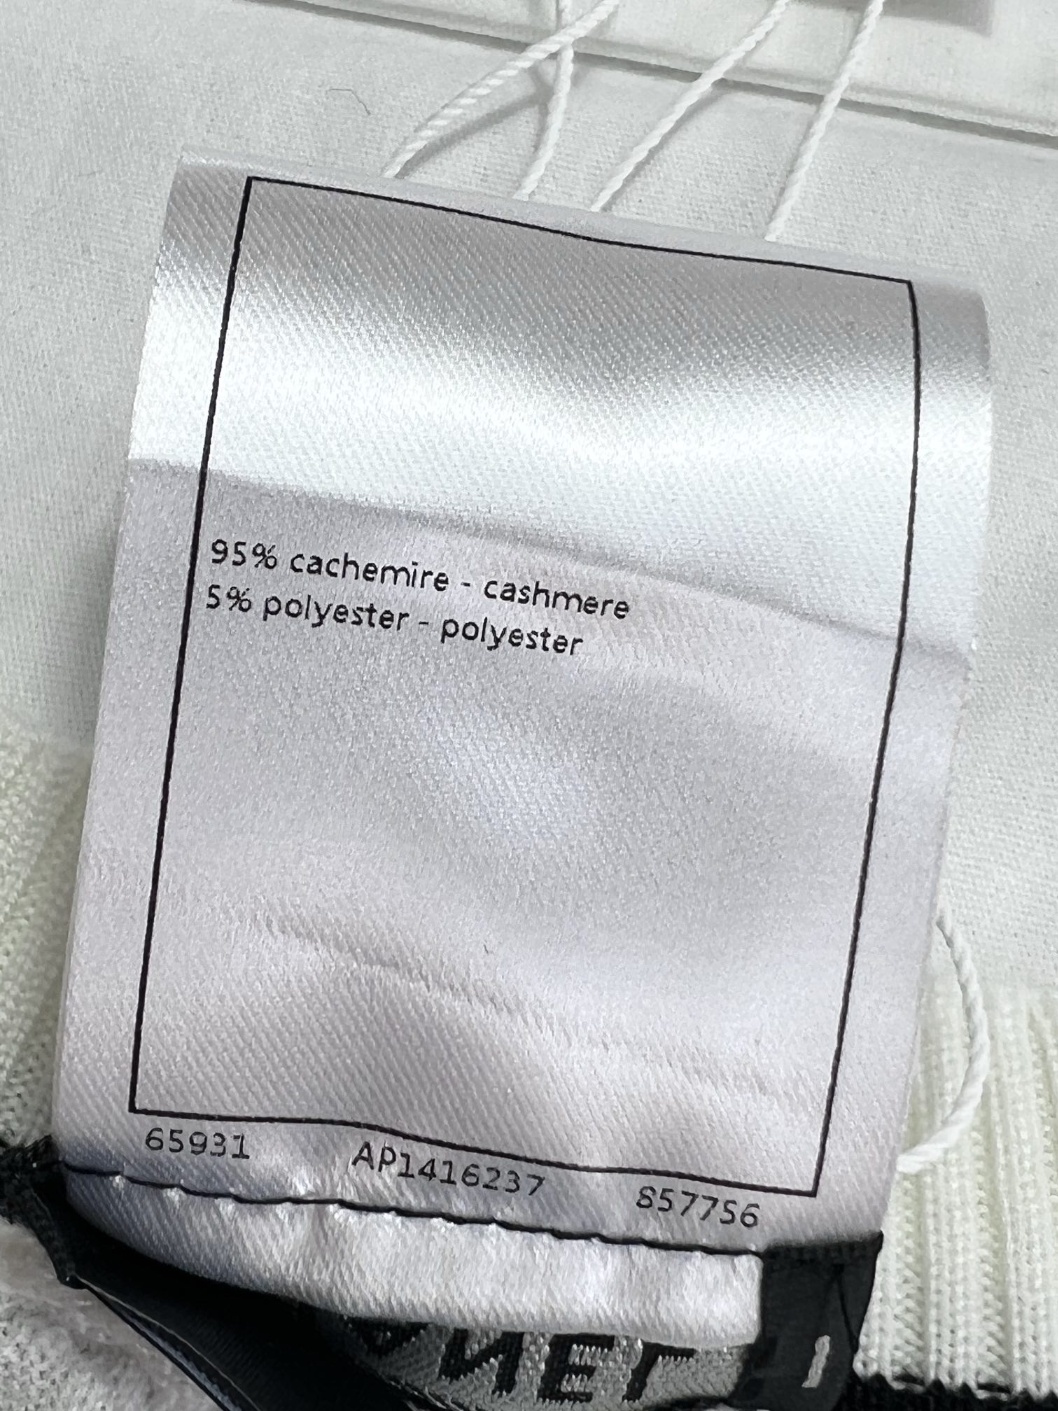 95% cachemire - cashmere
5% polyester - polyester
65931 AP1416237 857756